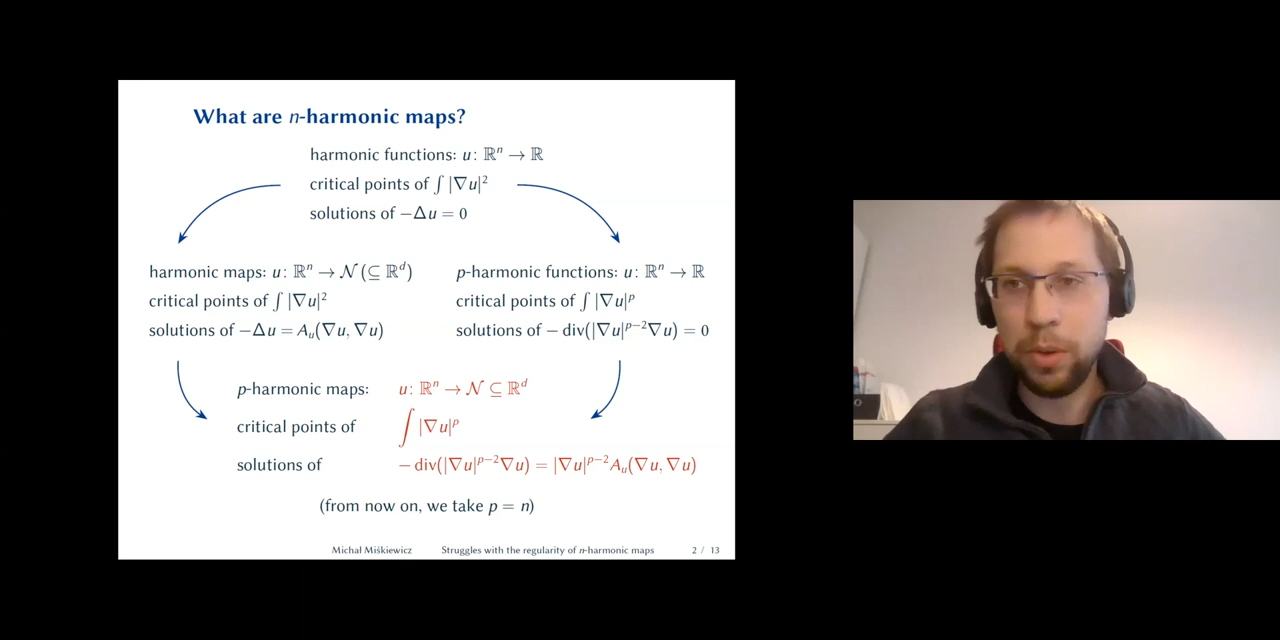 What are n-harmonic maps?
harmonic functions: u: ℝⁿ → ℝ
critical points of ∫ |∇u|²
solutions of −Δu = 0
harmonic maps: u: ℝⁿ → 𝒩 (⊆ ℝᵈ)
critical points of ∫ |∇u|²
solutions of −Δu = Aᵤ(∇u, ∇u)
p-harmonic functions: u: ℝⁿ → ℝ
critical points of ∫ |∇u|ᵖ
solutions of − div(|∇u|ᵖ⁻²∇u) = 0
p-harmonic maps: u: ℝⁿ → 𝒩 ⊆ ℝᵈ
critical points of ∫ |∇u|ᵖ
solutions of − div(|∇u|ᵖ⁻²∇u) = |∇u|ᵖ⁻²Aᵤ(∇u, ∇u)
(from now on, we take p = n)
Michał Miśkiewicz Struggles with the regularity of n-harmonic maps 2 / 13